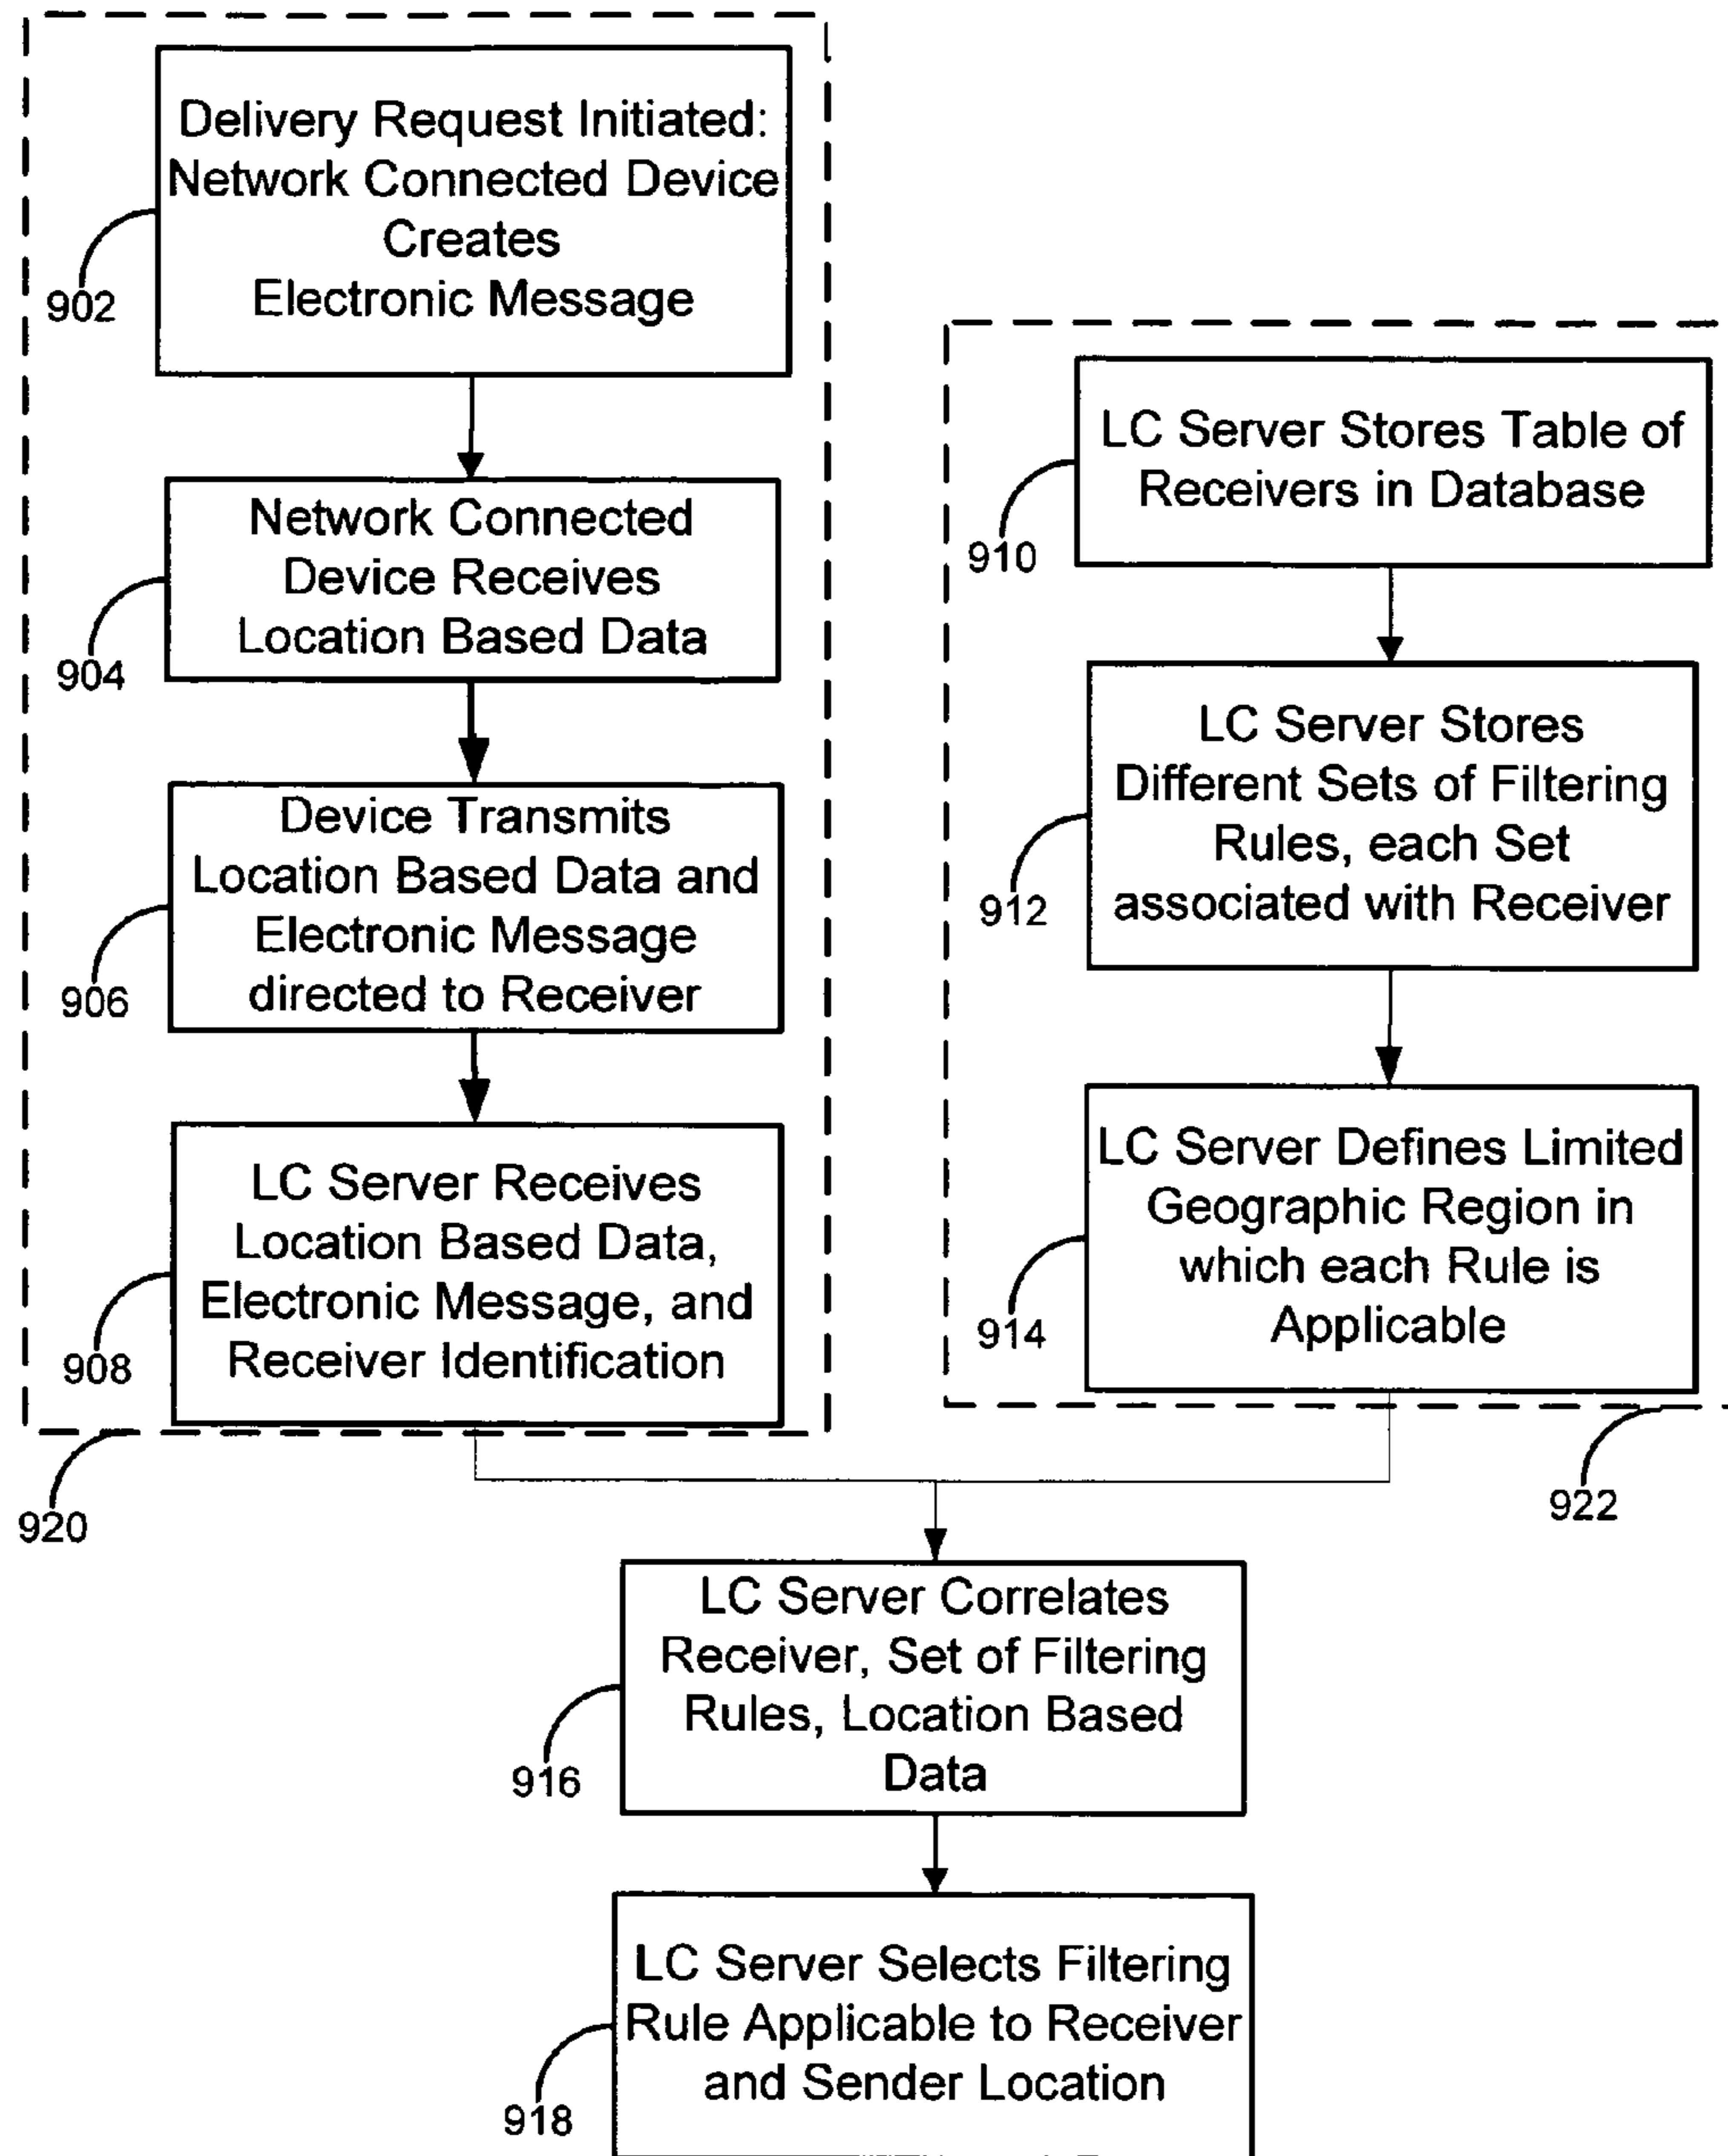 Delivery Request Initiated:
Network Connected Device
Creates
Electronic Message
902
Network Connected
Device Receives
Location Based Data
904
Device Transmits
Location Based Data and
Electronic Message
directed to Receiver
906
LC Server Receives
Location Based Data,
Electronic Message, and
Receiver Identification
908
920
LC Server Stores Table of
Receivers in Database
910
LC Server Stores
Different Sets of Filtering
Rules, each Set
associated with Receiver
912
LC Server Defines Limited
Geographic Region in
which each Rule is
Applicable
914
922
LC Server Correlates
Receiver, Set of Filtering
Rules, Location Based
Data
916
LC Server Selects Filtering
Rule Applicable to Receiver
and Sender Location
918